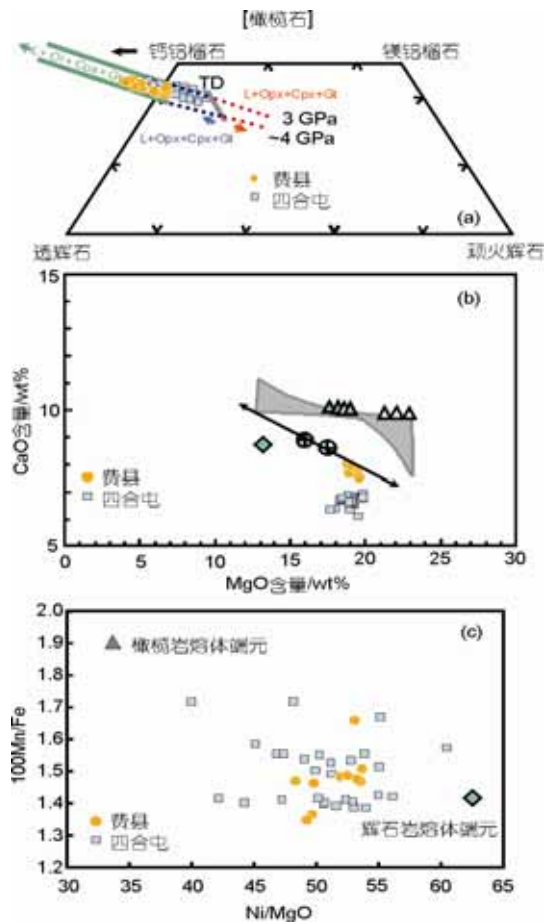 [橄榄石]
钙铝榴石
镁铝榴石
L+Ol+Cpx+Gt
TD
L+Opx+Cpx+Gt
3 GPa
~4 GPa
L+Opx+Cpx+Gt
费县
四合屯
(a)
透辉石
顽火辉石
15
(b)
CaO含量/wt%
10
费县
四合屯
5
0 5 10 15 20 25 30
MgO含量/wt%
2.0
(c)
1.9
橄榄岩熔体端元
1.8
1.7
100Mn/Fe
1.6
1.5
1.4
费县
辉石岩熔体端元
1.3
四合屯
1.2
30 35 40 45 50 55 60 65
Ni/MgO